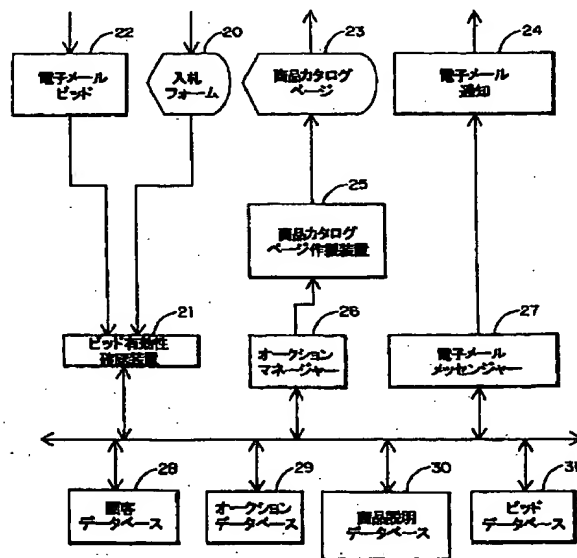 22
20
23
24
電子メール
ビッド
入札
フォーム
商品カタログ
ページ
電子メール
通知
25
商品カタログ
ページ作製装置
21
26
27
ビッド有効性
確認装置
オークション
マネージャー
電子メール
メッセンジャー
28
29
30
31
顧客
データベース
オークション
データベース
商品説明
データベース
ビッド
データベース